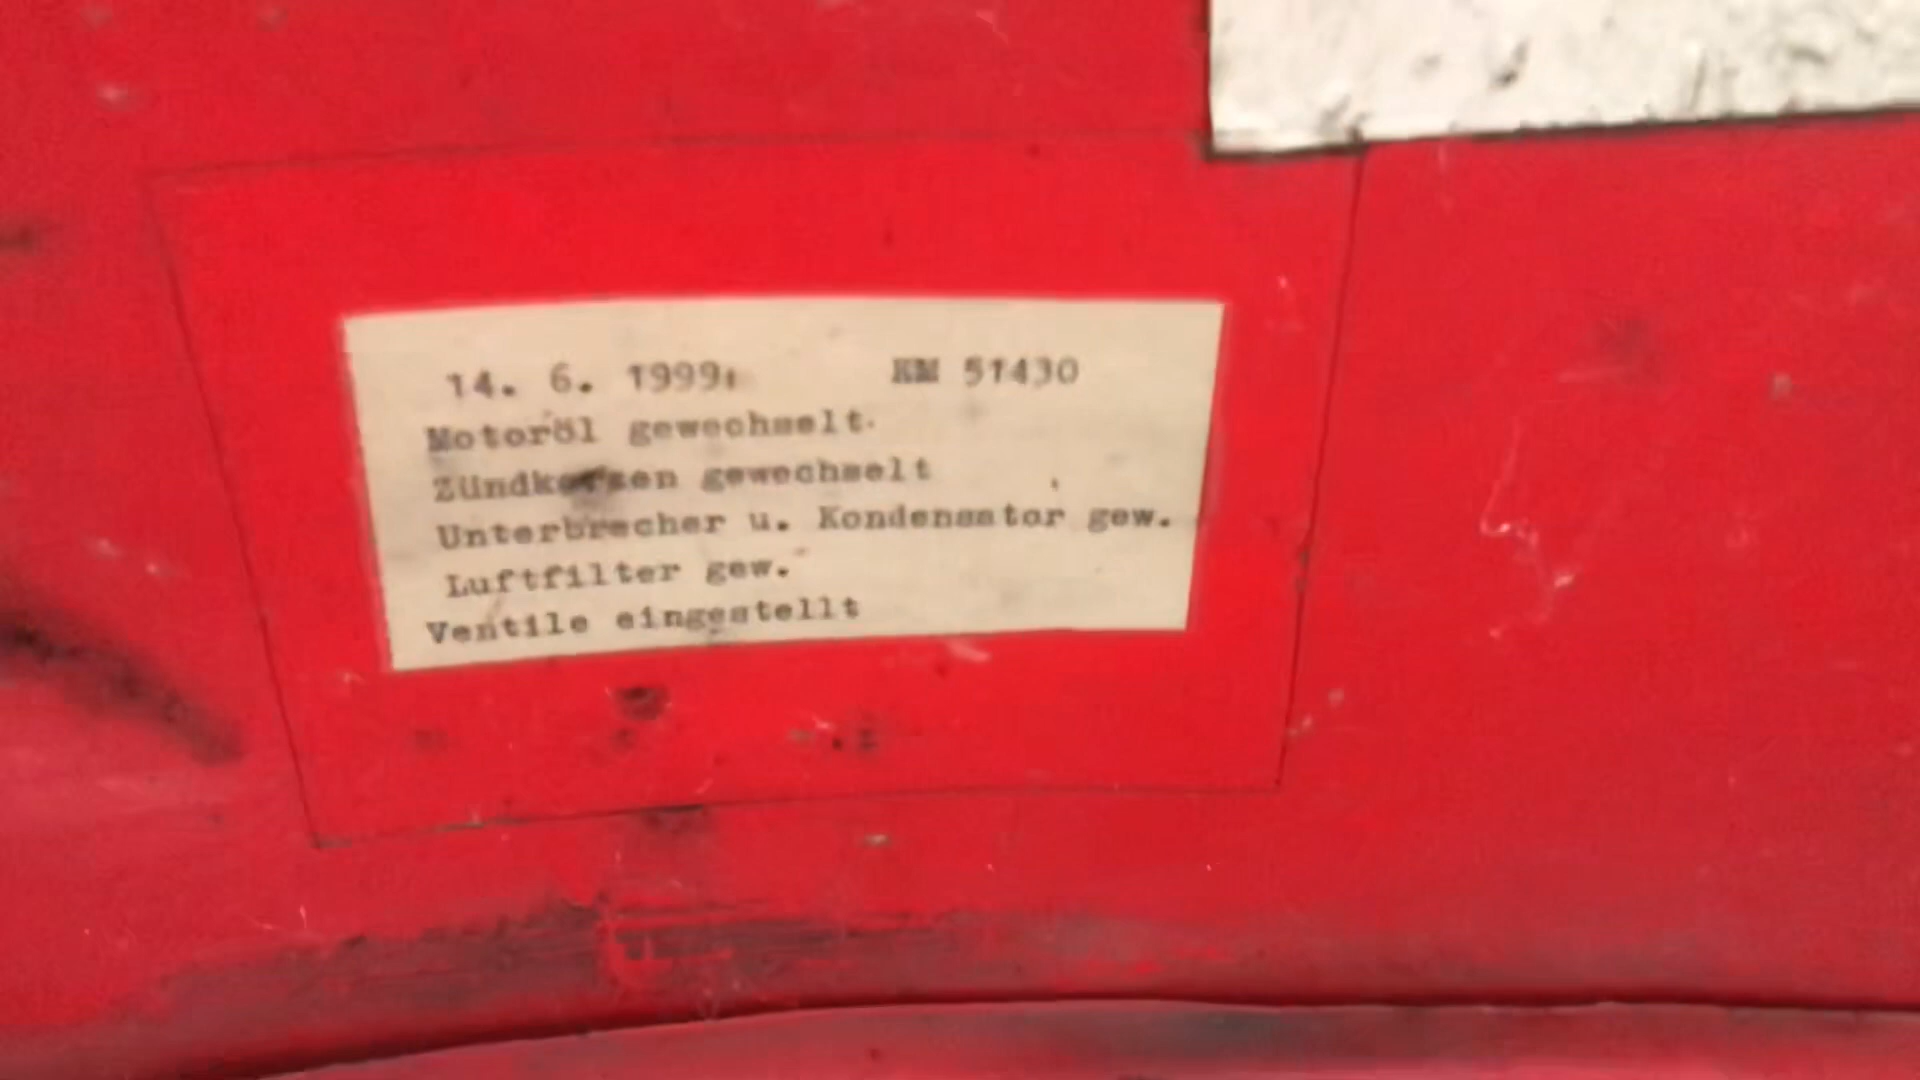 14. 6. 1999: KM 51430
Motoröl gewechselt.
Zündkerzen gewechselt
Unterbrecher u. Kondensator gew.
Luftfilter gew.
Ventile eingestellt